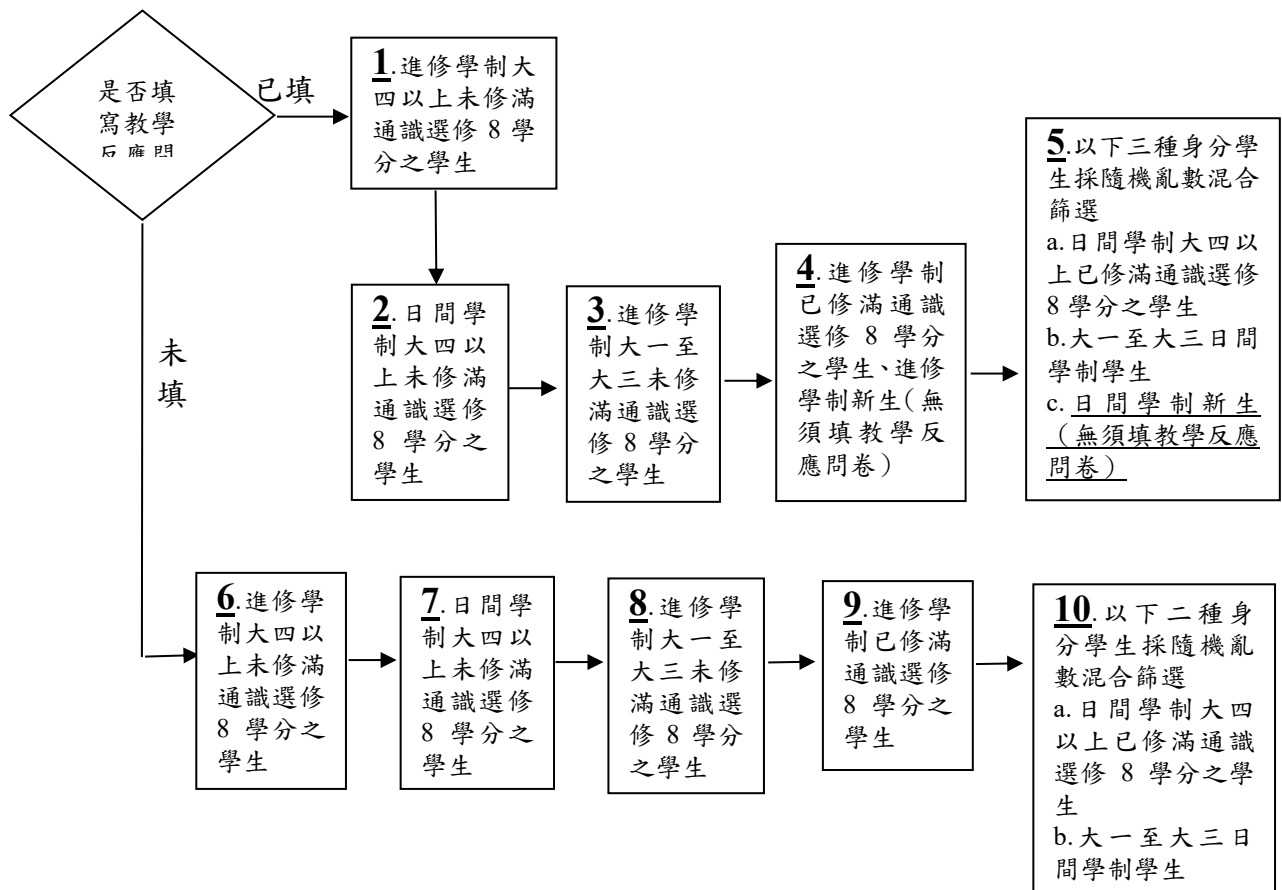 是否填
寫教學
反應問
已填
1.進修學制大
四以上未修滿
通識選修 8 學
分之學生
2.日間學
制大四以
上未修滿
通識選修
8 學分之
學生
3.進修學
制大一至
大三未修
滿通識選
修 8 學分
之學生
4.進修學制
已修滿通識
選修 8 學分
之學生、進修
學制新生(無
須填教學反
應問卷)
5.以下三種身分學
生採隨機亂數混合
篩選
a.日間學制大四以
上已修滿通識選修
8 學分之學生
b.大一至大三日間
學制學生
c.日間學制新生
(無須填教學反應
問卷)
未
填
6.進修學
制大四以
上未修滿
通識選修
8 學分之
學生
7.日間學
制大四以
上未修滿
通識選修
8 學分之
學生
8.進修學
制大一至
大三未修
滿通識選
修 8 學分
之學生
9.進修學
制已修滿
通識選修
8 學分之
學生
10.以下二種身
分學生採隨機亂
數混合篩選
a.日間學制大四
以上已修滿通識
選修 8 學分之學
生
b.大一至大三日
間學制學生